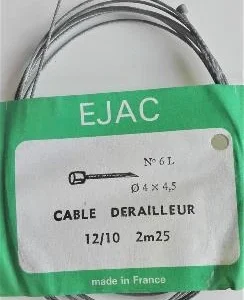 EJAC
N° 6 L
Ø 4 × 4,5
CABLE DERAILLEUR
12/10 2m25
made in France